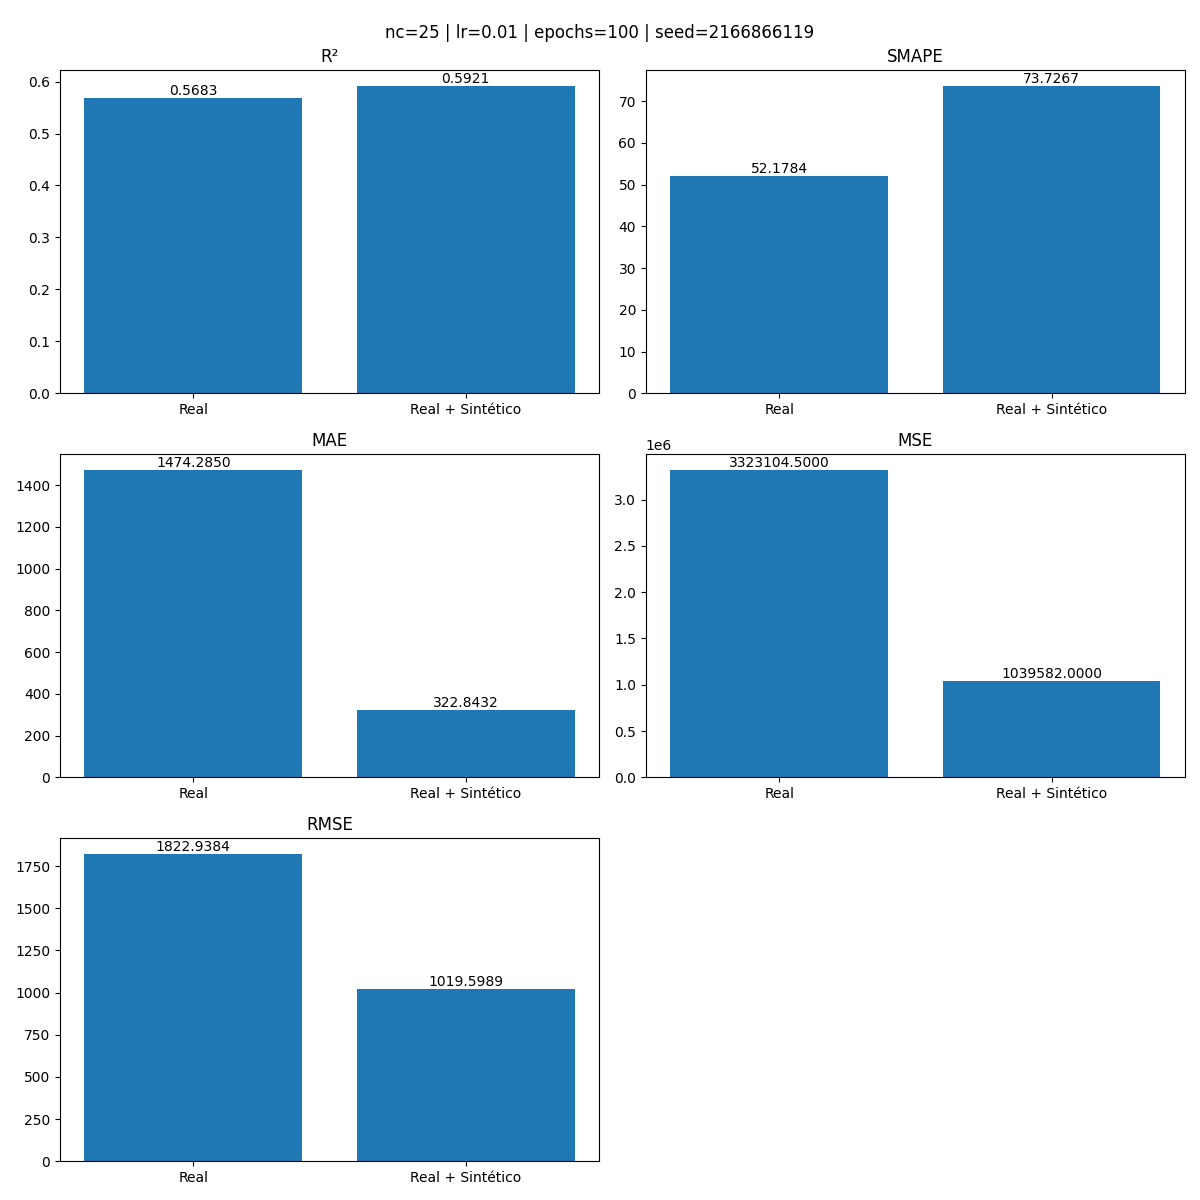 nc=25 | lr=0.01 | epochs=100 | seed=2166866119
R²
0.6
0.5
0.4
0.3
0.2
0.1
0.0
0.5683
0.5921
Real
Real + Sintético
SMAPE
70
60
50
40
30
20
10
0
52.1784
73.7267
Real
Real + Sintético
MAE
1400
1200
1000
800
600
400
200
0
1474.2850
322.8432
Real
Real + Sintético
MSE
1e6
3.0
2.5
2.0
1.5
1.0
0.5
0.0
3323104.5000
1039582.0000
Real
Real + Sintético
RMSE
1750
1500
1250
1000
750
500
250
0
1822.9384
1019.5989
Real
Real + Sintético